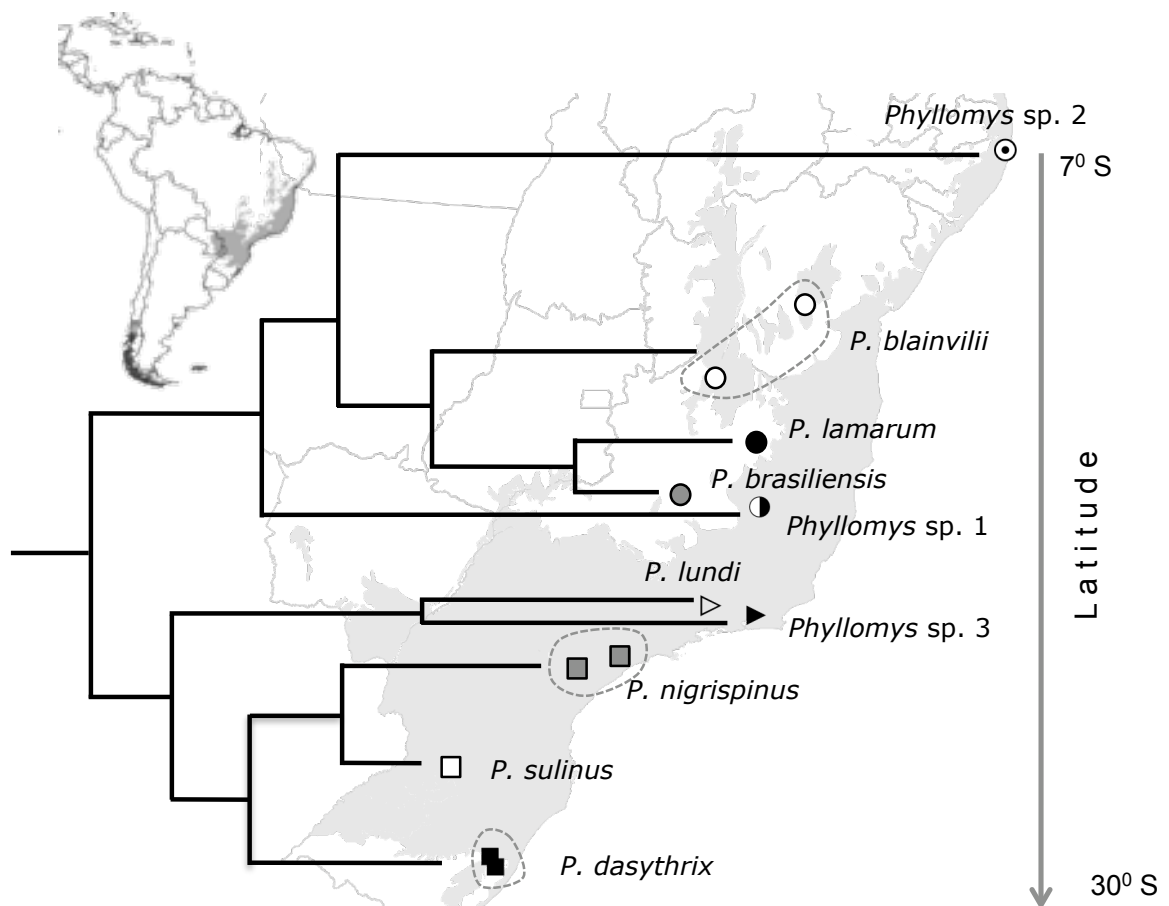 Phyllomys sp. 2
7⁰ S
P. blainvilii
P. lamarum
P. brasiliensis
Phyllomys sp. 1
P. lundi
Phyllomys sp. 3
P. nigrispinus
P. sulinus
P. dasythrix
Latitude
30⁰ S